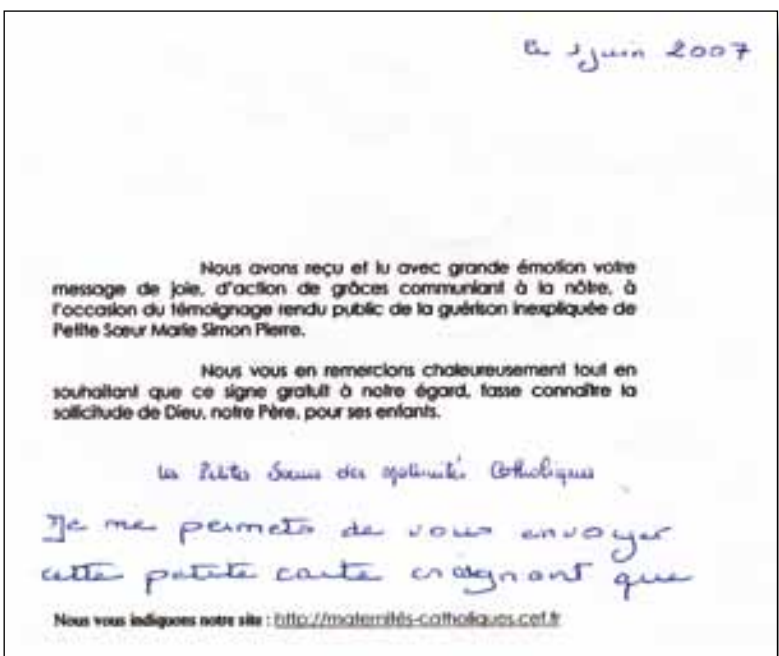 le 1 juin 2007
Nous avons reçu et lu avec grande émotion votre
message de joie, d'action de grâces communiant à la nôtre, à
l'occasion du témoignage rendu public de la guérison inexpliquée de
Petite Sœur Marie Simon Pierre.
Nous vous en remercions chaleureusement tout en
souhaitant que ce signe gratuit à notre égard, fasse connaître la
sollicitude de Dieu, notre Père, pour ses enfants.
Les Petites Sœurs des Maternités Catholiques
Je me permets de vous envoyer
cette petite carte craignant que
Nous vous indiquons notre site : http://maternités-catholiques.cef.fr